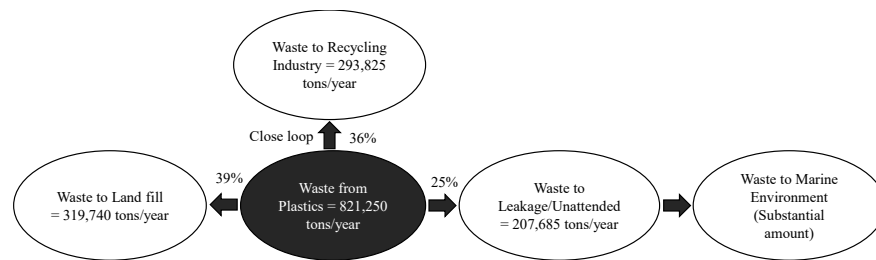 Waste to Recycling
Industry = 293,825
tons/year
Close loop
36%
39%
Waste to Land fill
= 319,740 tons/year
Waste from
Plastics = 821,250
tons/year
25%
Waste to
Leakage/Unattended
= 207,685 tons/year
Waste to Marine
Environment
(Substantial
amount)